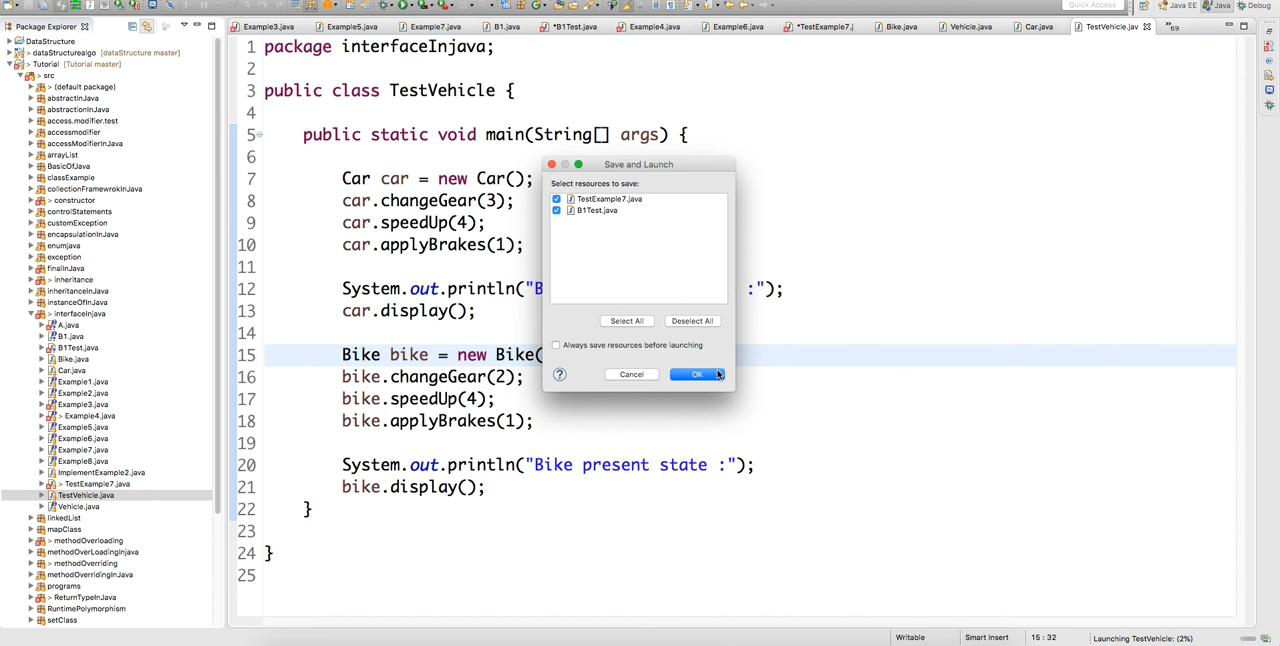 Quick Access
Java EE
Java
Debug
Package Explorer
Example3.java
Example5.java
Example7.java
B1.java
*B1Test.java
Example4.java
Example6.java
*TestExample7.j
Bike.java
Vehicle.java
Car.java
TestVehicle.jav
»69
DataStructure
> dataStructurealgo [dataStructure master]
> Tutorial [Tutorial master]
> src
> (default package)
abstractInJava
abstractionInJava
access.modifier.test
accessmodifier
accessModifierInJava
arrayList
BasicOfJava
classExample
collectionFramewrokInJava
> constructor
controlStatements
customException
encapsulationInJava
enumjava
exception
finalInJava
> inheritance
inheritanceInJava
instanceOfInJava
> interfaceInjava
A.java
B1.java
B1Test.java
Bike.java
Car.java
Example1.java
Example2.java
Example3.java
> Example4.java
Example5.java
Example6.java
Example7.java
Example8.java
ImplementExample2.java
> TestExample7.java
TestVehicle.java
Vehicle.java
linkedList
mapClass
> methodOverloading
methodOverLoadingInjava
> methodOverriding
methodOverridingInJava
programs
> ReturnTypeInJava
RuntimePolymorphism
setClass
1 package interfaceInjava;
2
3 public class TestVehicle {
4
5 public static void main(String[] args) {
6
7 Car car = new Car();
8 car.changeGear(3);
9 car.speedUp(4);
10 car.applyBrakes(1);
11
12 System.out.println("B :");
13 car.display();
14
15 Bike bike = new Bike(
16 bike.changeGear(2);
17 bike.speedUp(4);
18 bike.applyBrakes(1);
19
20 System.out.println("Bike present state :");
21 bike.display();
22 }
23
24 }
25
Save and Launch
Select resources to save:
TestExample7.java
B1Test.java
Select All
Deselect All
Always save resources before launching
?
Cancel
OK
Writable
Smart Insert
15 : 32
Launching TestVehicle: (2%)